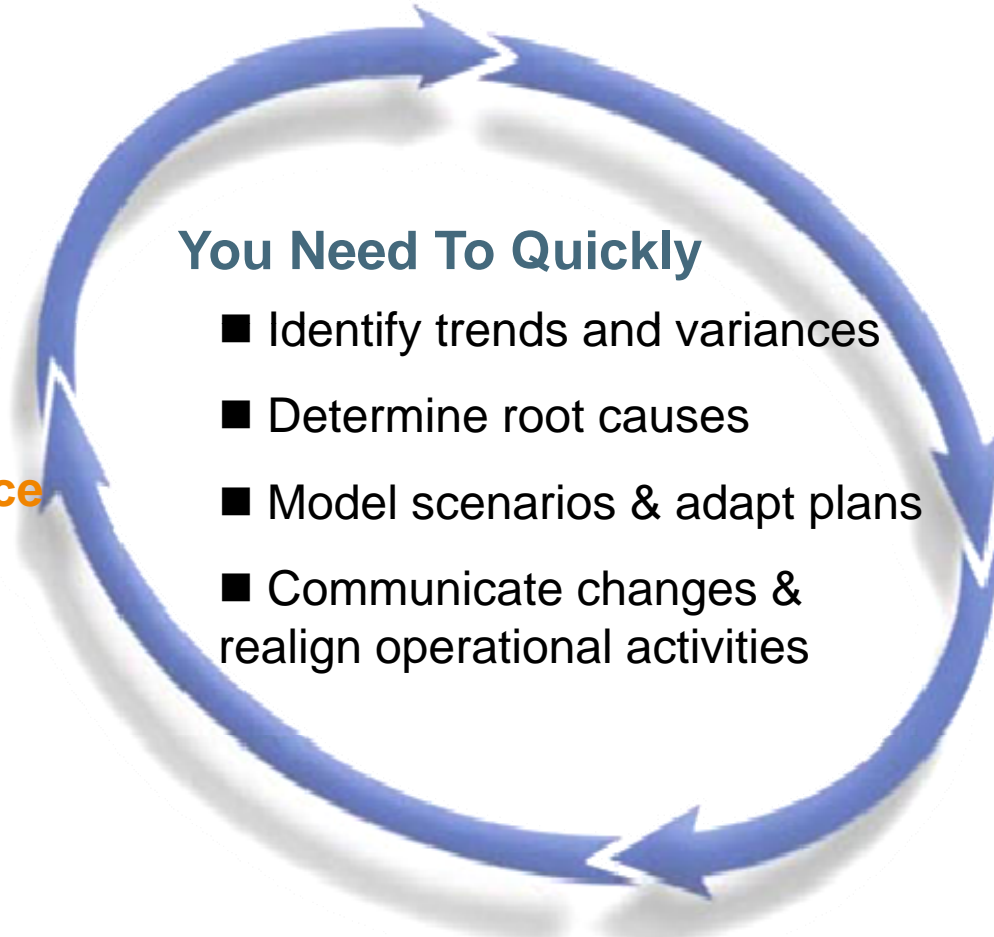 You Need To Quickly
■ Identify trends and variances
■ Determine root causes
ce
■ Model scenarios & adapt plans
■ Communicate changes &
realign operational activities